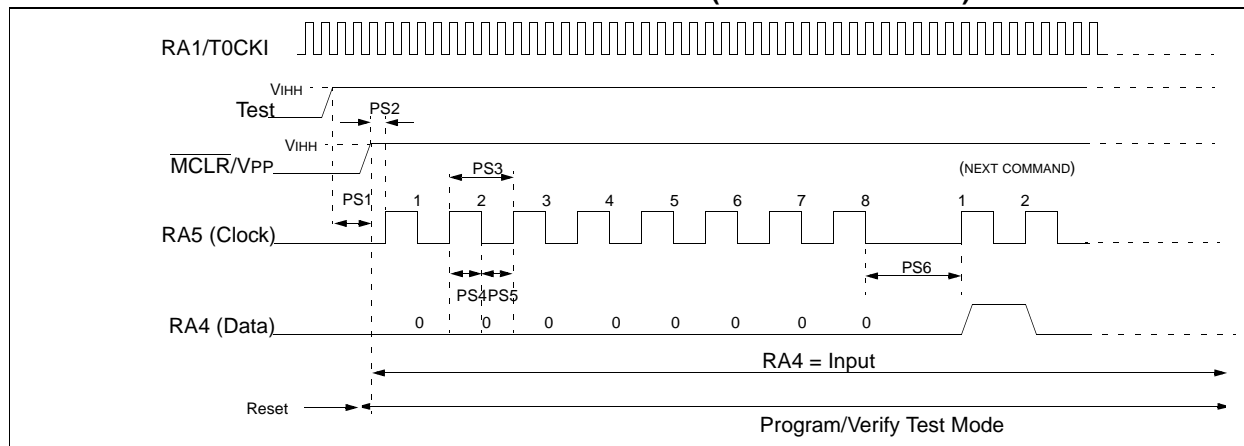 RA1/T0CKI
VIHH
Test
PS2
VIHH
MCLR/VPP
PS3
(NEXT COMMAND)
PS1
1 2 3 4 5 6 7 8 1 2
RA5 (Clock)
PS6
PS4 PS5
RA4 (Data)
0 0 0 0 0 0 0 0
RA4 = Input
Reset
Program/Verify Test Mode